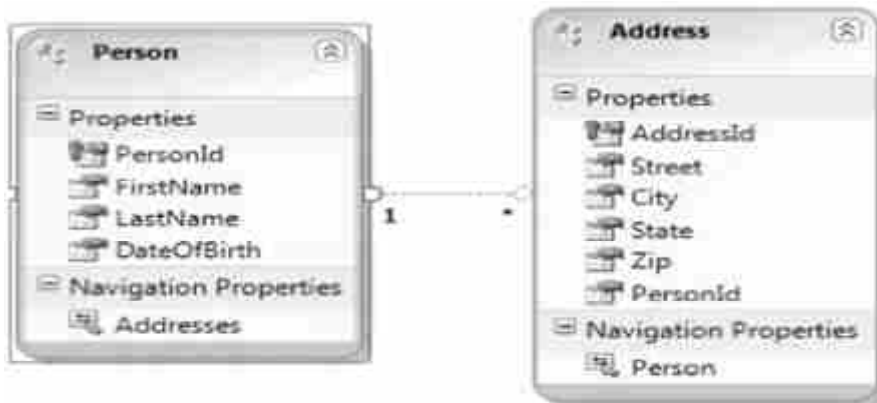 Person
Properties
PersonId
FirstName
LastName
DateOfBirth
Navigation Properties
Addresses
1
*
Address
Properties
AddressId
Street
City
State
Zip
PersonId
Navigation Properties
Person